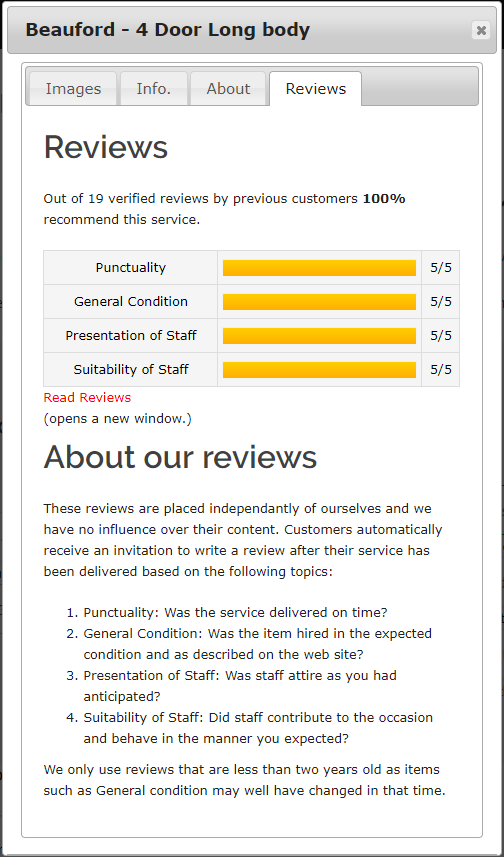 Beauford - 4 Door Long body
Images Info. About Reviews
Reviews
Out of 19 verified reviews by previous customers 100%
recommend this service.
Punctuality 5/5
General Condition 5/5
Presentation of Staff 5/5
Suitability of Staff 5/5
Read Reviews
(opens a new window.)
About our reviews
These reviews are placed independantly of ourselves and we
have no influence over their content. Customers automatically
receive an invitation to write a review after their service has
been delivered based on the following topics:
1. Punctuality: Was the service delivered on time?
2. General Condition: Was the item hired in the expected
condition and as described on the web site?
3. Presentation of Staff: Was staff attire as you had
anticipated?
4. Suitability of Staff: Did staff contribute to the occasion
and behave in the manner you expected?
We only use reviews that are less than two years old as items
such as General condition may well have changed in that time.